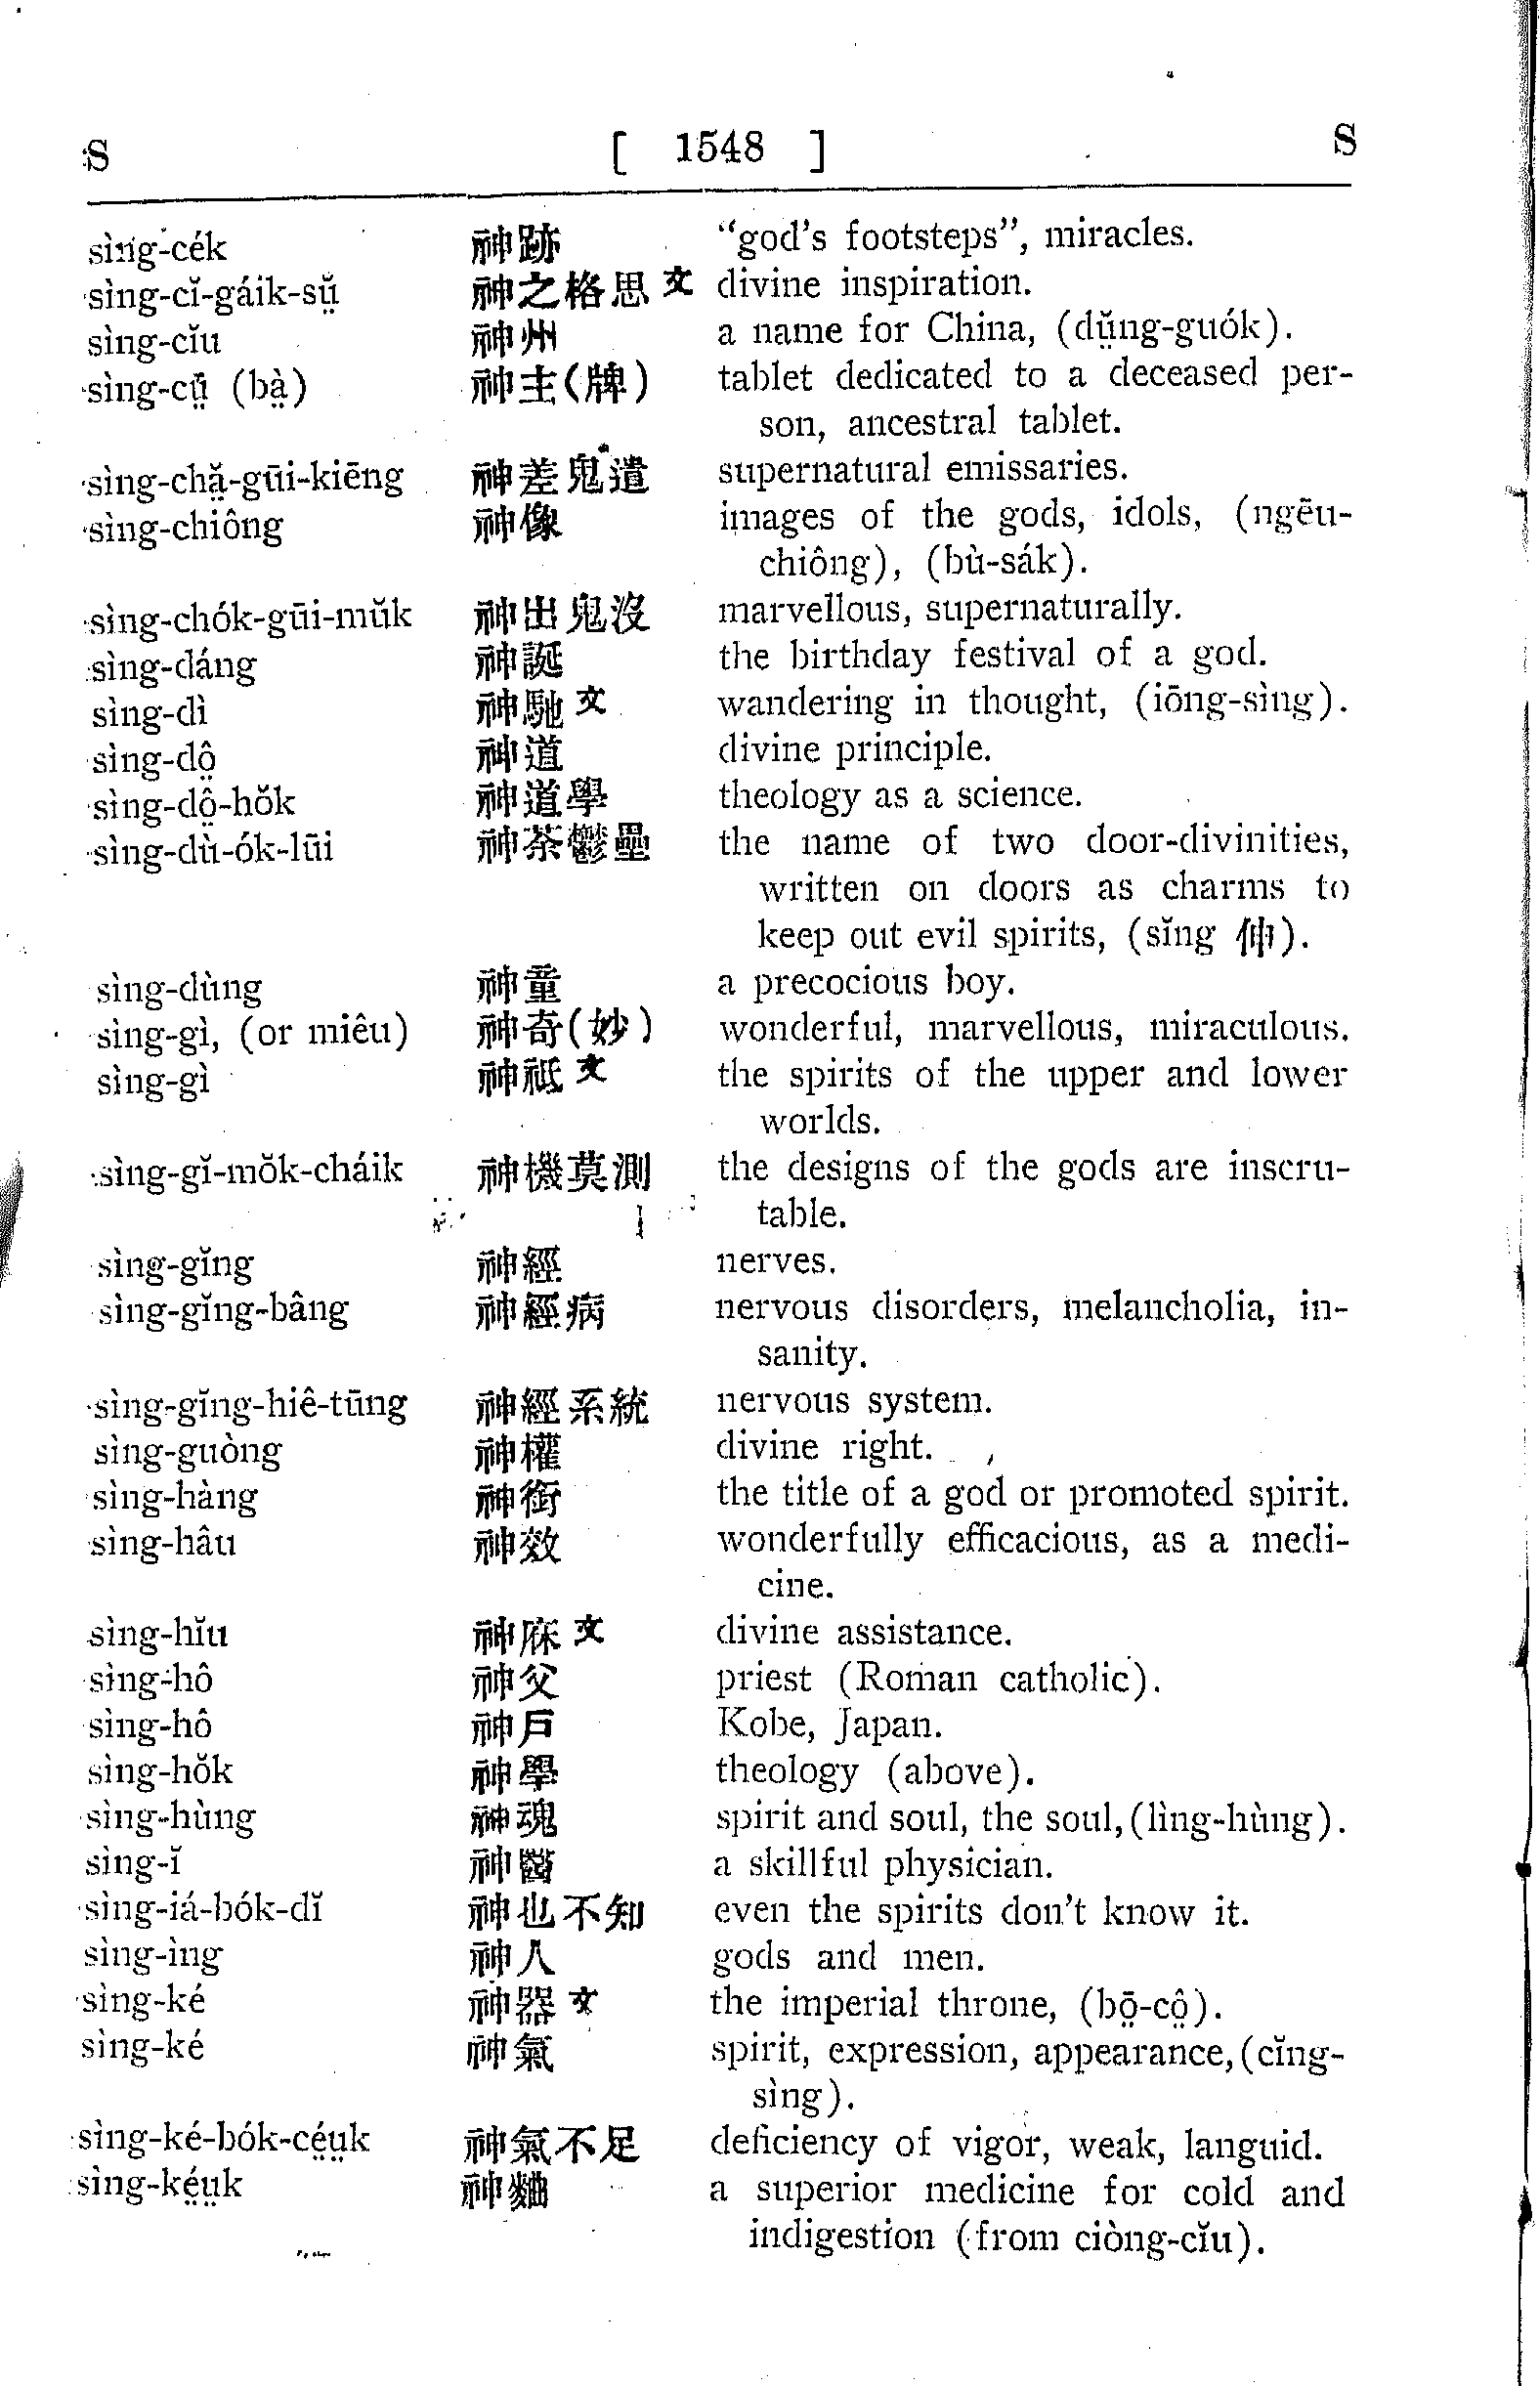 S [ 1548 ] S
sìng-cék 神跡 “god’s footsteps”, miracles.
sìng-cĭ-gáik-sṳ̆ 神之格思文 divine inspiration.
sìng-cĭu 神州 a name for China, (dṳ̆ng-guók).
sìng-cṳ̄ (bà̤) 神主(牌) tablet dedicated to a deceased per-
son, ancestral tablet.
sìng-chă̤-gūi-kiēng 神差鬼遣 supernatural emissaries.
sìng-chiông 神像 images of the gods, idols, (ngēu-
chiông), (bù-sák).
sìng-chók-gūi-mŭk 神出鬼沒 marvellous, supernaturally.
sìng-dáng 神誕 the birthday festival of a god.
sìng-dì 神馳文 wandering in thought, (iōng-sìng).
sìng-dô̤ 神道 divine principle.
sìng-dô̤-hŏk 神道學 theology as a science.
sìng-dù-ók-lūi 神荼鬱壘 the name of two door-divinities,
written on doors as charms to
keep out evil spirits, (sĭng 伸).
sìng-dùng 神童 a precocious boy.
sìng-gì, (or miêu) 神奇(妙) wonderful, marvellous, miraculous.
sìng-gì 神祗文 the spirits of the upper and lower
worlds.
sìng-gĭ-mŏk-cháik 神機莫測 the designs of the gods are inscru-
table.
sìng-gĭng 神經 nerves.
sìng-gĭng-bâng 神經病 nervous disorders, melancholia, in-
sanity.
sìng-gĭng-hiê-tūng 神經系統 nervous system.
sìng-guòng 神權 divine right.
sìng-hàng 神銜 the title of a god or promoted spirit.
sìng-hâu 神效 wonderfully efficacious, as a medi-
cine.
sìng-hĭu 神庥文 divine assistance.
sìng-hô 神父 priest (Roman catholic).
sìng-hô 神戶 Kobe, Japan.
sìng-hŏk 神學 theology (above).
sìng-hùng 神魂 spirit and soul, the soul, (lìng-hùng).
sìng-ĭ 神醫 a skillful physician.
sìng-iá-bók-dĭ 神也不知 even the spirits don’t know it.
sìng-ìng 神人 gods and men.
sìng-ké 神器文 the imperial throne, (bō̤-cô̤).
sìng-ké 神氣 spirit, expression, appearance, (cĭng-
sìng).
sìng-ké-bók-cé̤ṳk 神氣不足 deficiency of vigor, weak, languid.
sìng-ké̤ṳk 神麯 a superior medicine for cold and
indigestion (from ciòng-cĭu).